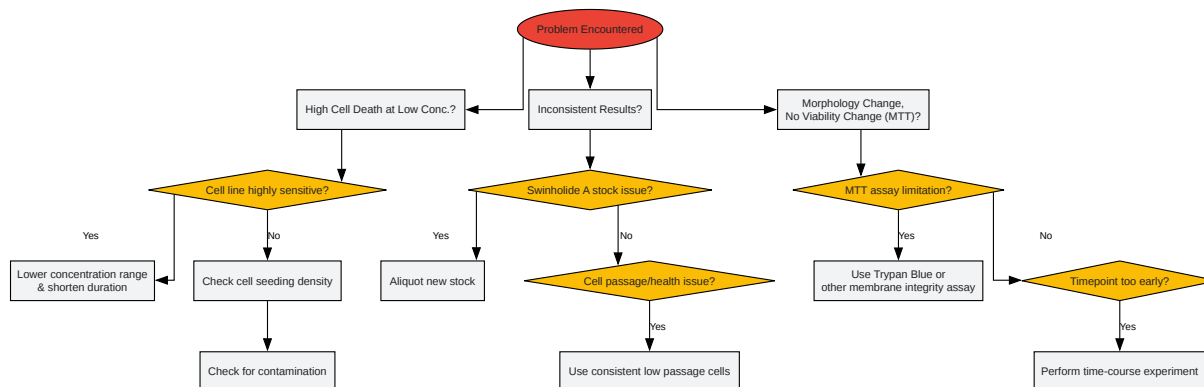 Problem Encountered
High Cell Death at Low Conc.?
Inconsistent Results?
Morphology Change,
No Viability Change (MTT)?
Cell line highly sensitive?
Swinholide A stock issue?
MTT assay limitation?
Yes
No
Yes
No
Yes
No
Lower concentration range
& shorten duration
Check cell seeding density
Aliquot new stock
Cell passage/health issue?
Use Trypan Blue or
other membrane integrity assay
Timepoint too early?
Yes
Yes
Check for contamination
Use consistent low passage cells
Perform time-course experiment